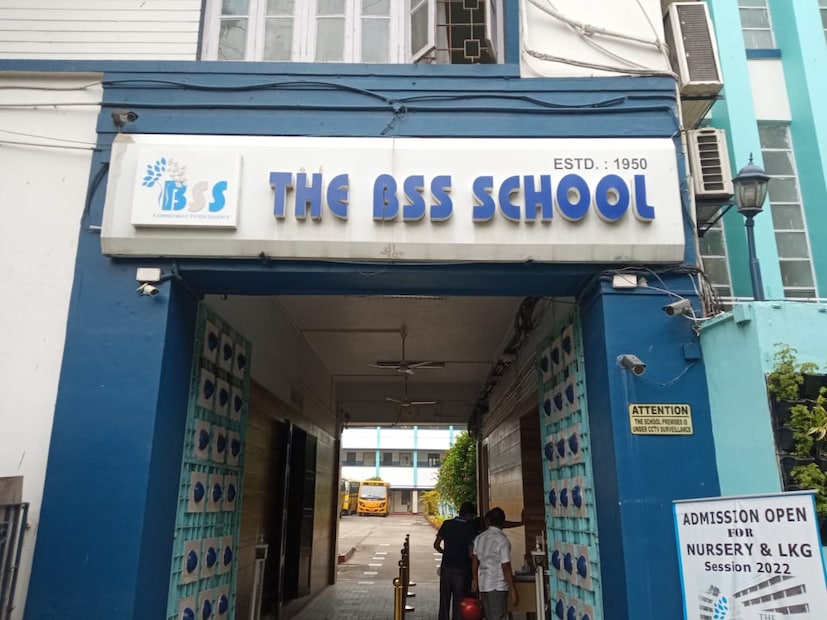 ESTD. : 1950
BSS
COMMITMENT TO EXCELLENCE
THE BSS SCHOOL
ATTENTION
THE SCHOOL PREMISES IS
UNDER CCTV SURVEILLANCE
ADMISSION OPEN
FOR
NURSERY & LKG
Session 2022
THE